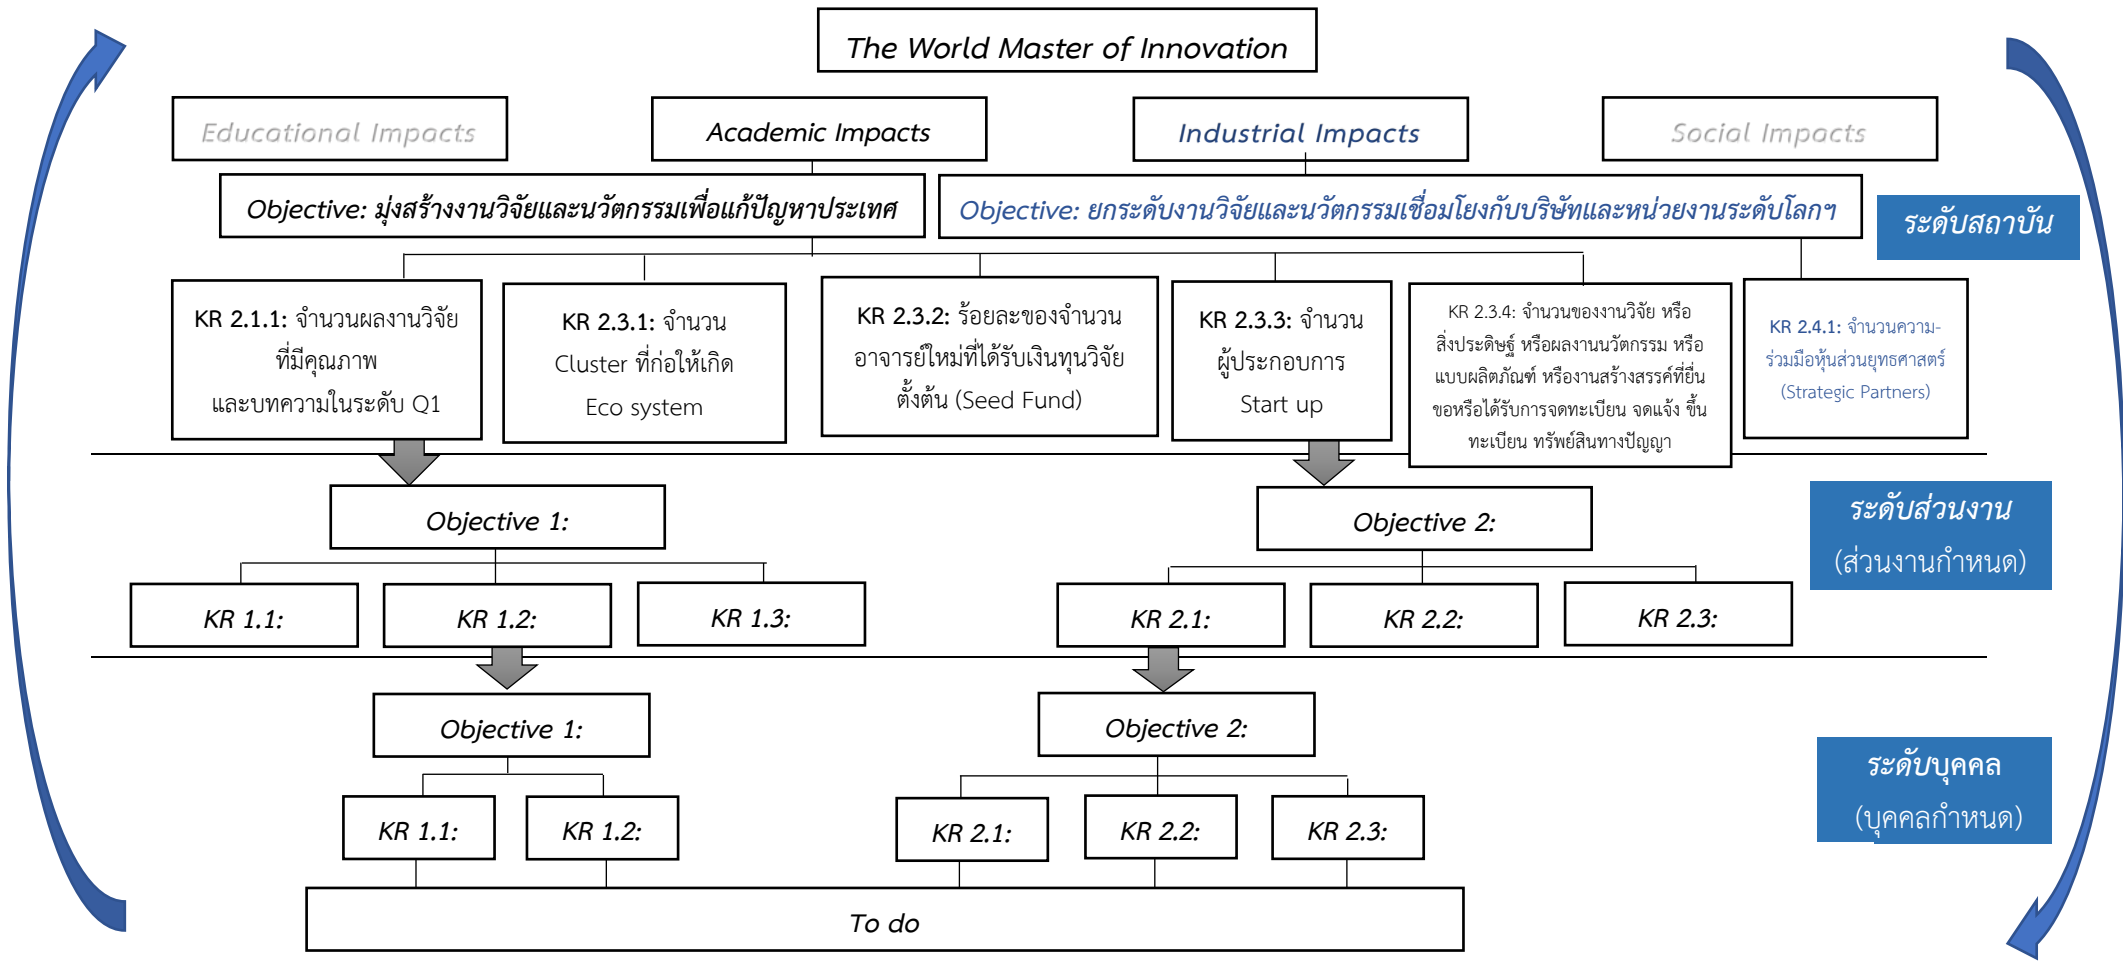 The World Master of Innovation
Educational Impacts
Academic Impacts
Industrial Impacts
Social Impacts
Objective: มุ่งสร้างงานวิจัยและนวัตกรรมเพื่อแก้ปัญหาประเทศ
Objective: ยกระดับงานวิจัยและนวัตกรรมเชื่อมโยงกับบริษัทและหน่วยงานระดับโลกฯ
ระดับสถาบัน
KR 2.1.1: จำนวนผลงานวิจัย
ที่มีคุณภาพ
และบทความในระดับ Q1
KR 2.3.1: จำนวน
Cluster ที่ก่อให้เกิด
Eco system
KR 2.3.2: ร้อยละของจำนวน
อาจารย์ใหม่ที่ได้รับเงินทุนวิจัย
ตั้งต้น (Seed Fund)
KR 2.3.3: จำนวน
ผู้ประกอบการ
Start up
KR 2.3.4: จำนวนของงานวิจัย หรือ
สิ่งประดิษฐ์ หรือผลงานนวัตกรรม หรือ
แบบผลิตภัณฑ์ หรืองานสร้างสรรค์ที่ยื่น
ขอหรือได้รับการจดทะเบียน จดแจ้ง ขึ้น
ทะเบียน ทรัพย์สินทางปัญญา
KR 2.4.1: จำนวนความ-
ร่วมมือหุ้นส่วนยุทธศาสตร์
(Strategic Partners)
Objective 1:
Objective 2:
ระดับส่วนงาน
(ส่วนงานกำหนด)
KR 1.1:
KR 1.2:
KR 1.3:
KR 2.1:
KR 2.2:
KR 2.3:
Objective 1:
Objective 2:
ระดับบุคคล
(บุคคลกำหนด)
KR 1.1:
KR 1.2:
KR 2.1:
KR 2.2:
KR 2.3:
To do